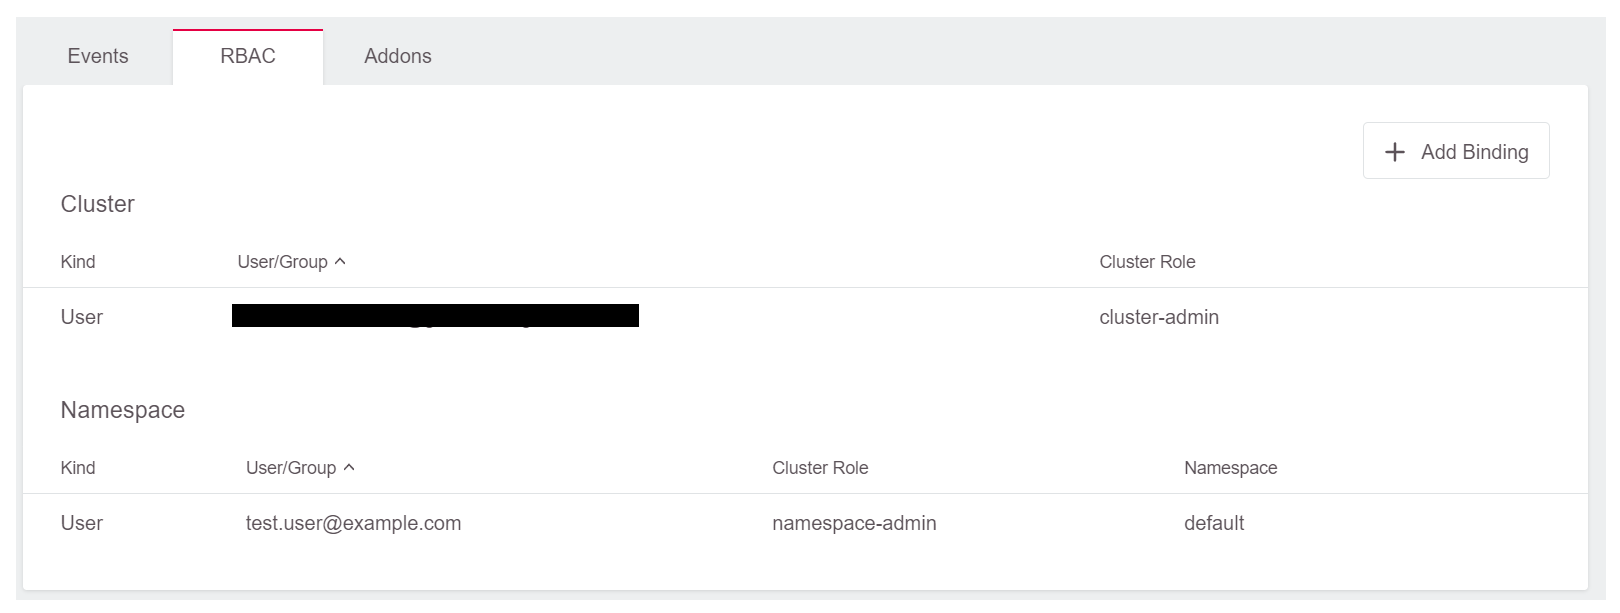 Events RBAC Addons
Add Binding
Cluster
Kind User/Group Cluster Role
User cluster-admin
Namespace
Kind User/Group Cluster Role Namespace
User test.user@example.com namespace-admin default